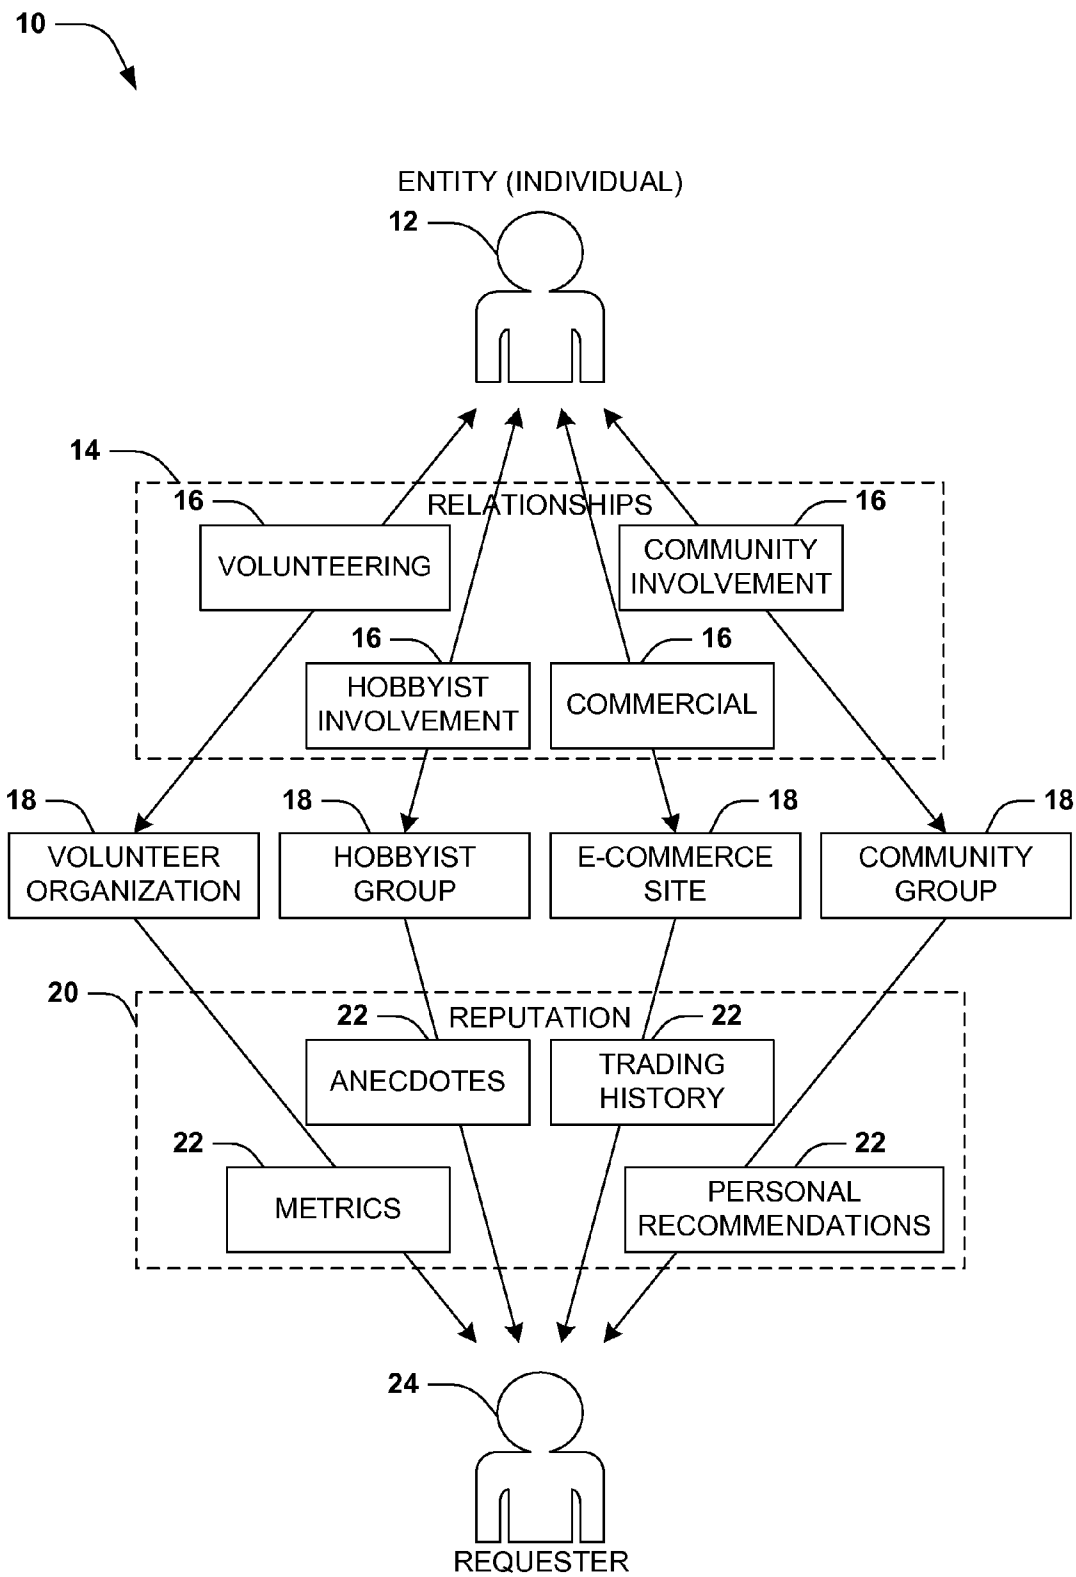 10
ENTITY (INDIVIDUAL)
12
14
RELATIONSHIPS
16
VOLUNTEERING
16
COMMUNITY
INVOLVEMENT
16
HOBBYIST
INVOLVEMENT
16
COMMERCIAL
18
VOLUNTEER
ORGANIZATION
18
HOBBYIST
GROUP
18
E-COMMERCE
SITE
18
COMMUNITY
GROUP
20
REPUTATION
22
ANECDOTES
22
TRADING
HISTORY
22
METRICS
22
PERSONAL
RECOMMENDATIONS
24
REQUESTER